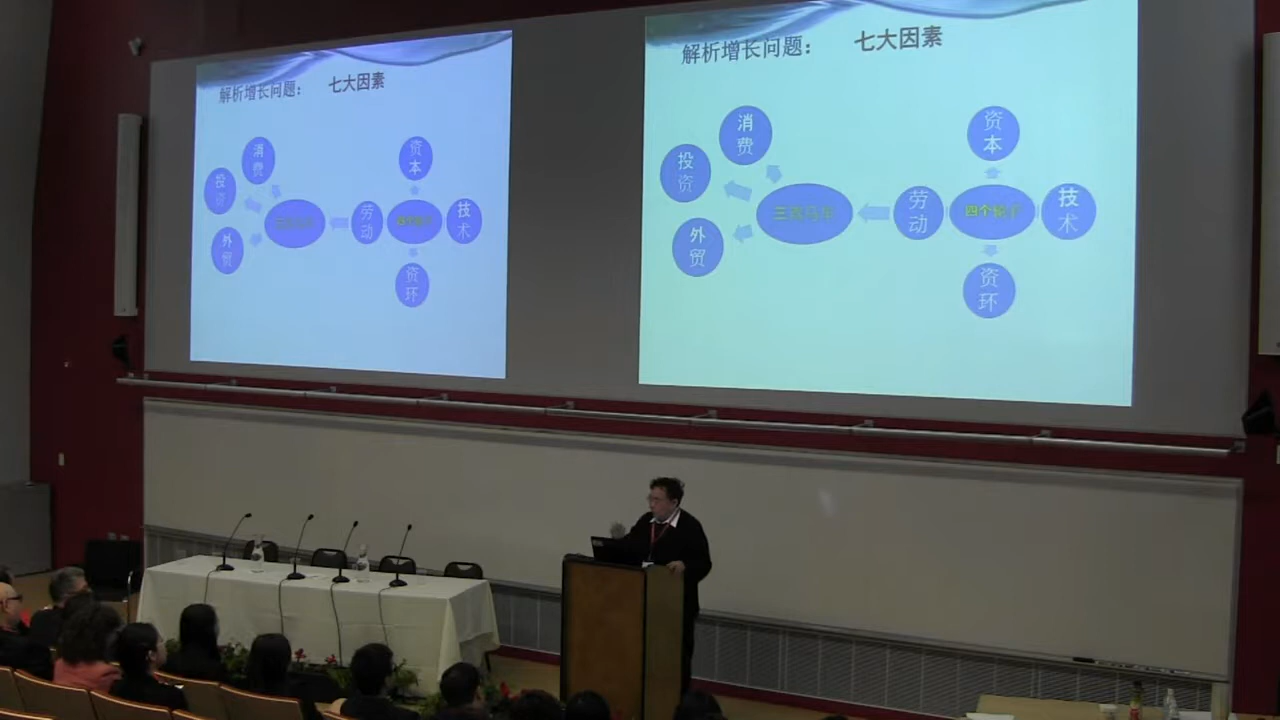 解析增长问题： 七大因素
消费
投资
外贸
劳动
资本
技术
资环
解析增长问题： 七大因素
消费
投资
外贸
三驾马车
劳动
资本
四个轮子
技术
资环